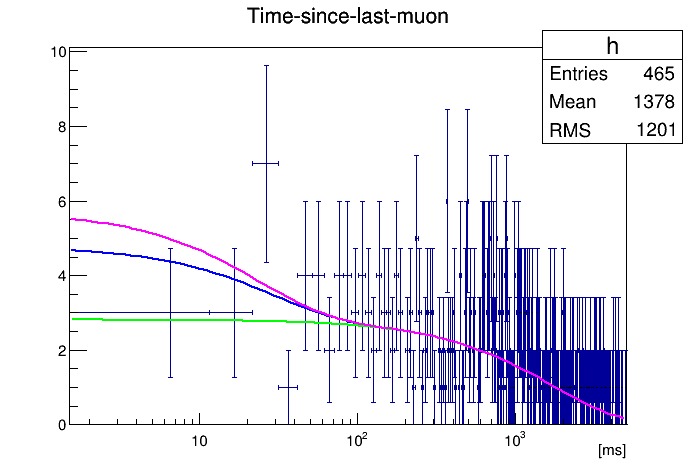 Time-since-last-muon
h
Entries 465
Mean 1378
RMS 1201
10
8
6
4
2
0
10 10² 10³
[ms]